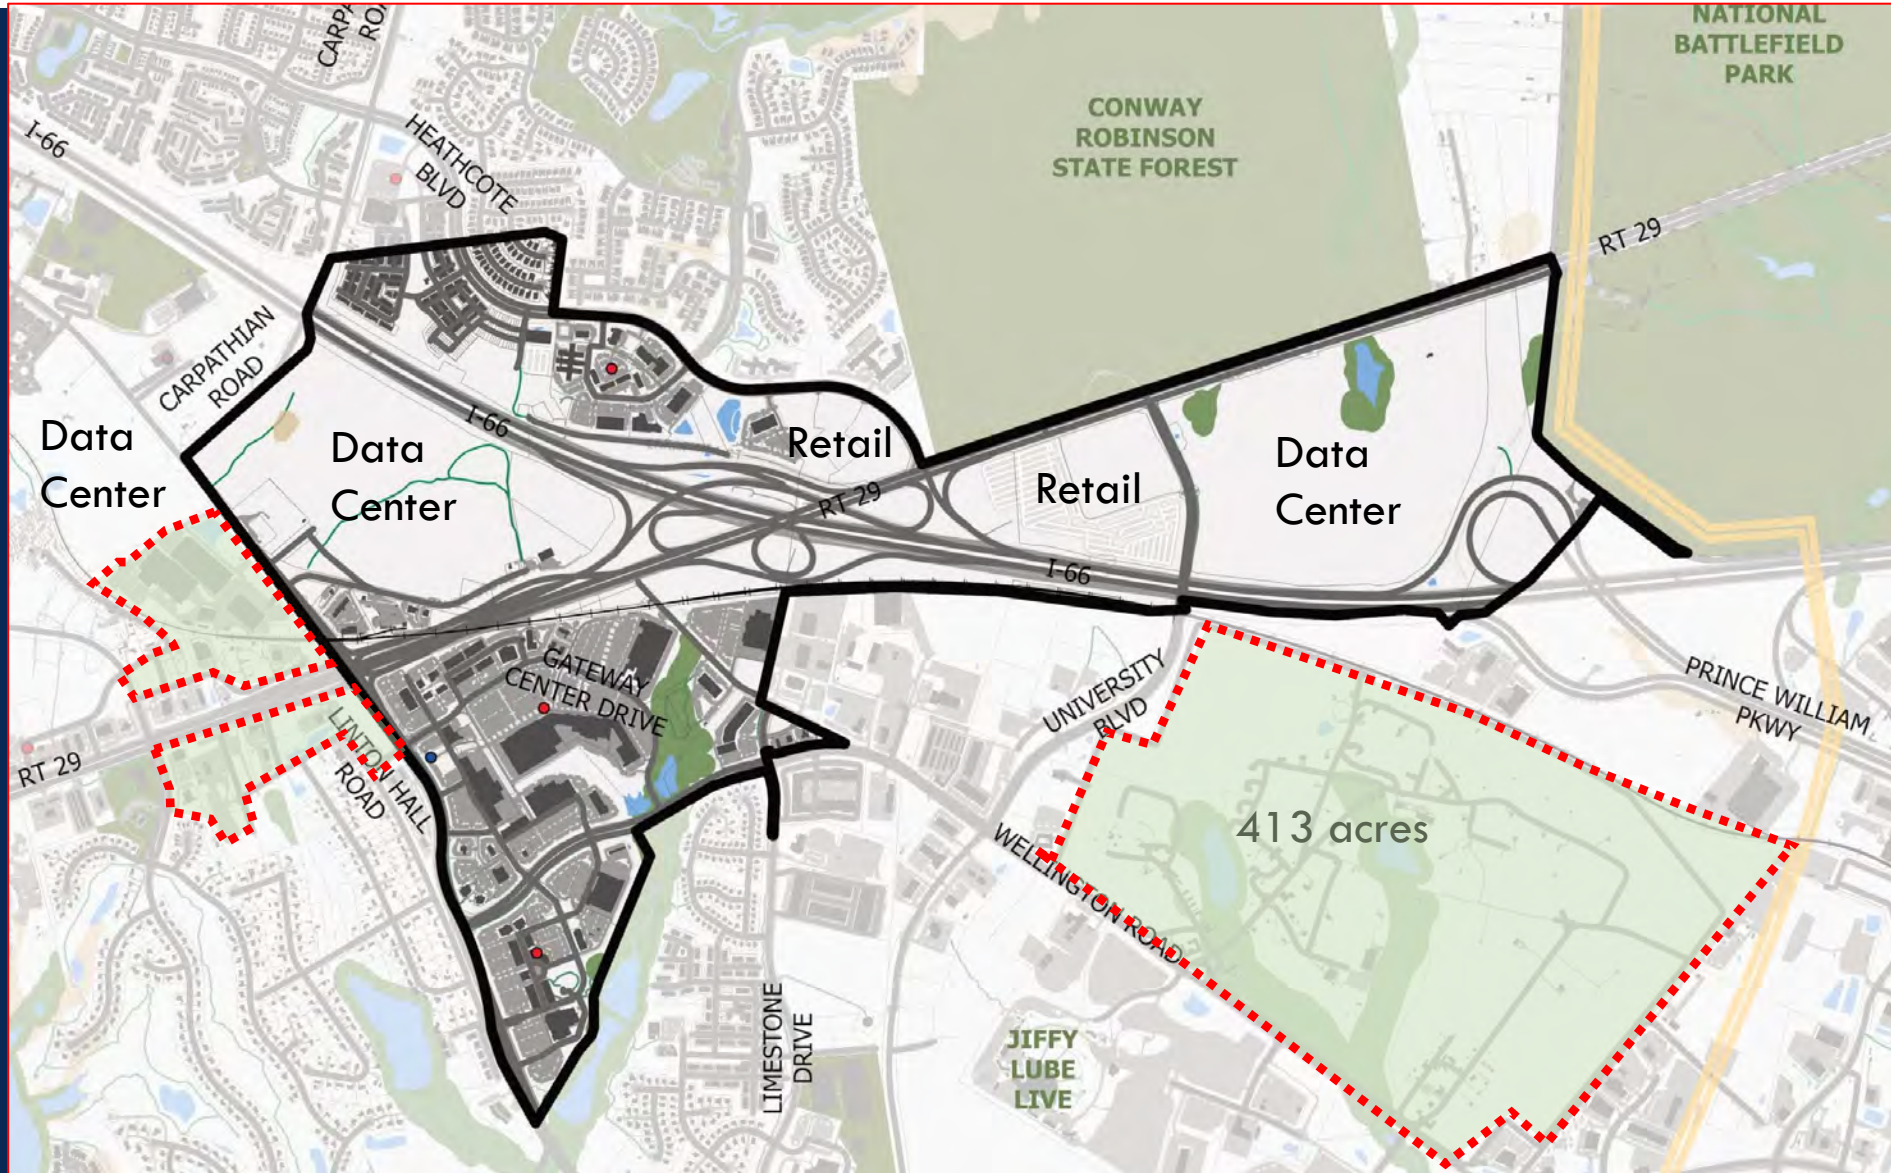 NATIONAL
BATTLEFIELD
PARK
CONWAY
ROBINSON
STATE FOREST
I-66
HEATHCOTE
BLVD
RT 29
CARPATHIAN
ROAD
Data
Center
Data
Center
I-66
Retail
RT 29
Retail
Data
Center
I-66
GATEWAY
CENTER DRIVE
UNIVERSITY
BLVD
PRINCE WILLIAM
PKWY
RT 29
LINTON HALL
ROAD
WELLINGTON ROAD
413 acres
LIMESTONE
DRIVE
JIFFY
LUBE
LIVE